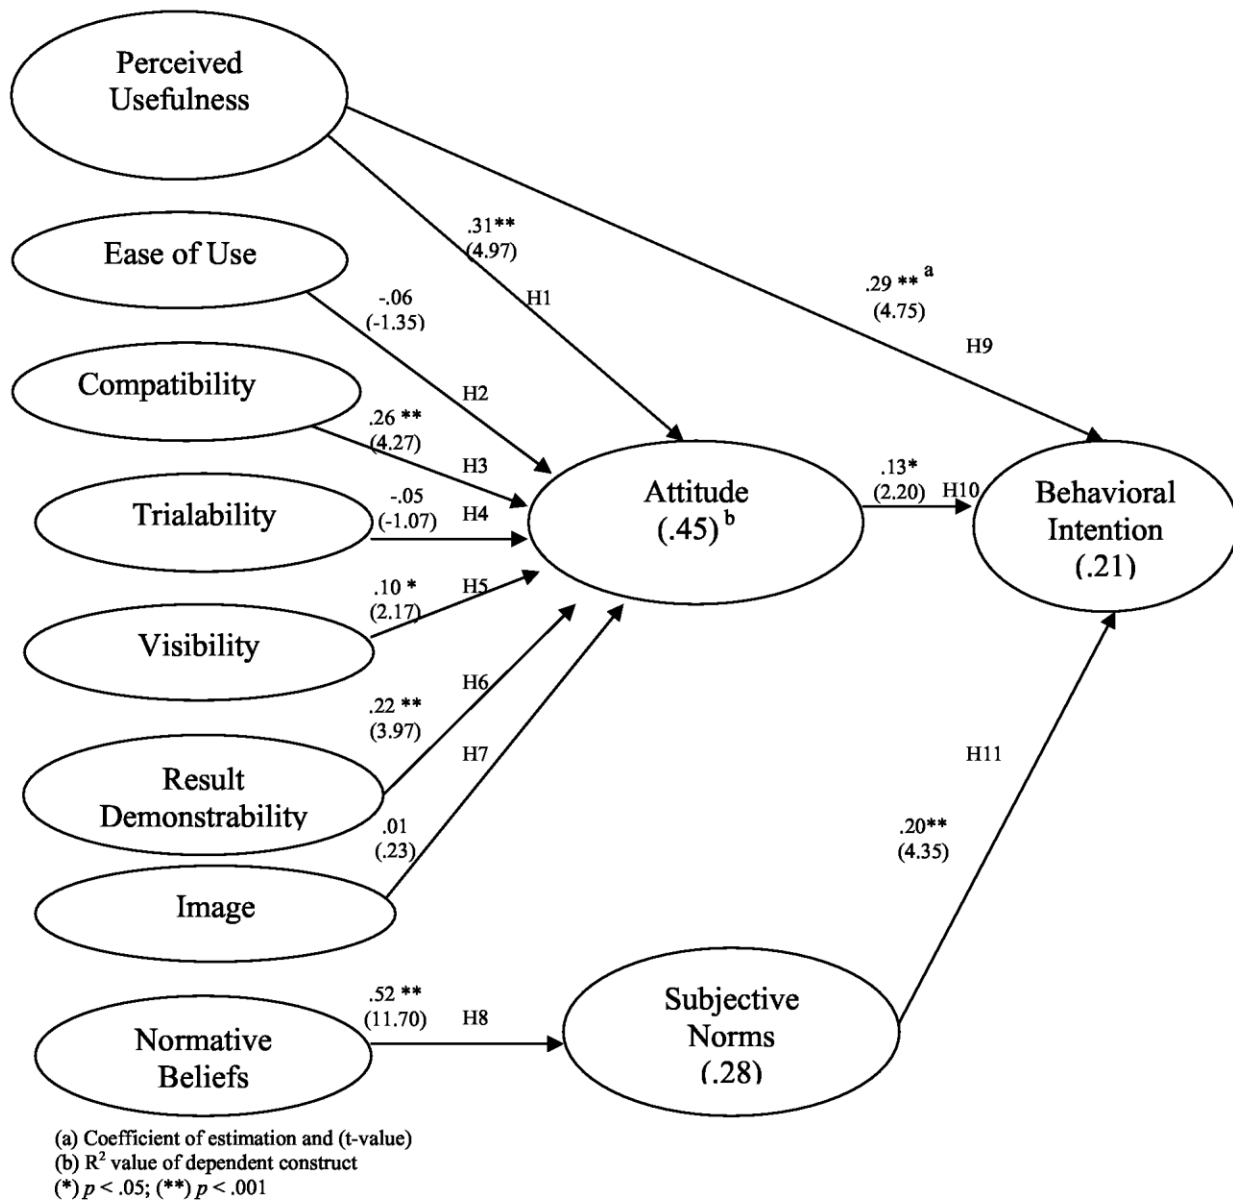 Perceived
Usefulness
.31**
(4.97)
H1
.29 ** a
(4.75)
H9
Ease of Use
-.06
(-1.35)
H2
Compatibility
.26 **
(4.27)
H3
Trialability
-.05
(-1.07)
H4
Attitude
(.45) b
.13*
(2.20)
H10
Behavioral
Intention
(.21)
Visibility
.10 *
(2.17)
H5
Result
Demonstrability
.22 **
(3.97)
H6
Image
.01
(.23)
H7
H11
.20**
(4.35)
Normative
Beliefs
.52 **
(11.70)
H8
Subjective
Norms
(.28)
(a) Coefficient of estimation and (t-value)
(b) R² value of dependent construct
(*) p < .05; (**) p < .001